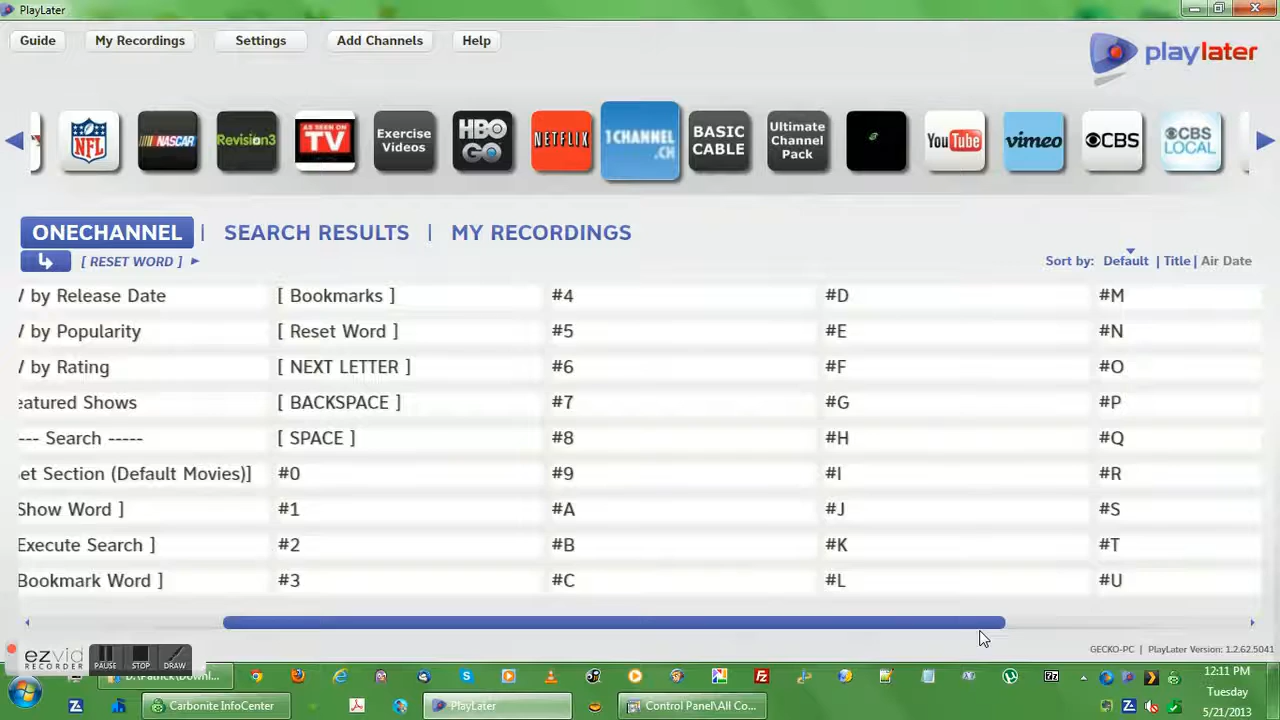 PlayLater
Guide My Recordings Settings Add Channels Help
playlater
NFL NASCAR Revision3 AS SEEN ON TV Exercise Videos HBO GO NETFLIX 1CHANNEL.CH BASIC CABLE Ultimate Channel Pack You Tube vimeo CBS CBS LOCAL
ONECHANNEL | SEARCH RESULTS | MY RECORDINGS
[ RESET WORD ] Sort by: Default | Title | Air Date
by Release Date [ Bookmarks ] #4 #D #M
by Popularity [ Reset Word ] #5 #E #N
by Rating [ NEXT LETTER ] #6 #F #O
eatured Shows [ BACKSPACE ] #7 #G #P
--- Search ----- [ SPACE ] #8 #H #Q
et Section (Default Movies)] #0 #9 #I #R
Show Word ] #1 #A #J #S
Execute Search ] #2 #B #K #T
Bookmark Word ] #3 #C #L #U
GECKO-PC | PlayLater Version: 1.2.62.5041
ezvid RECORDER PAUSE STOP DRAW
D:\Patrick\Downl... 12:11 PM
Tuesday
Carbonite InfoCenter PlayLater Control Panel\All Co... 5/21/2013